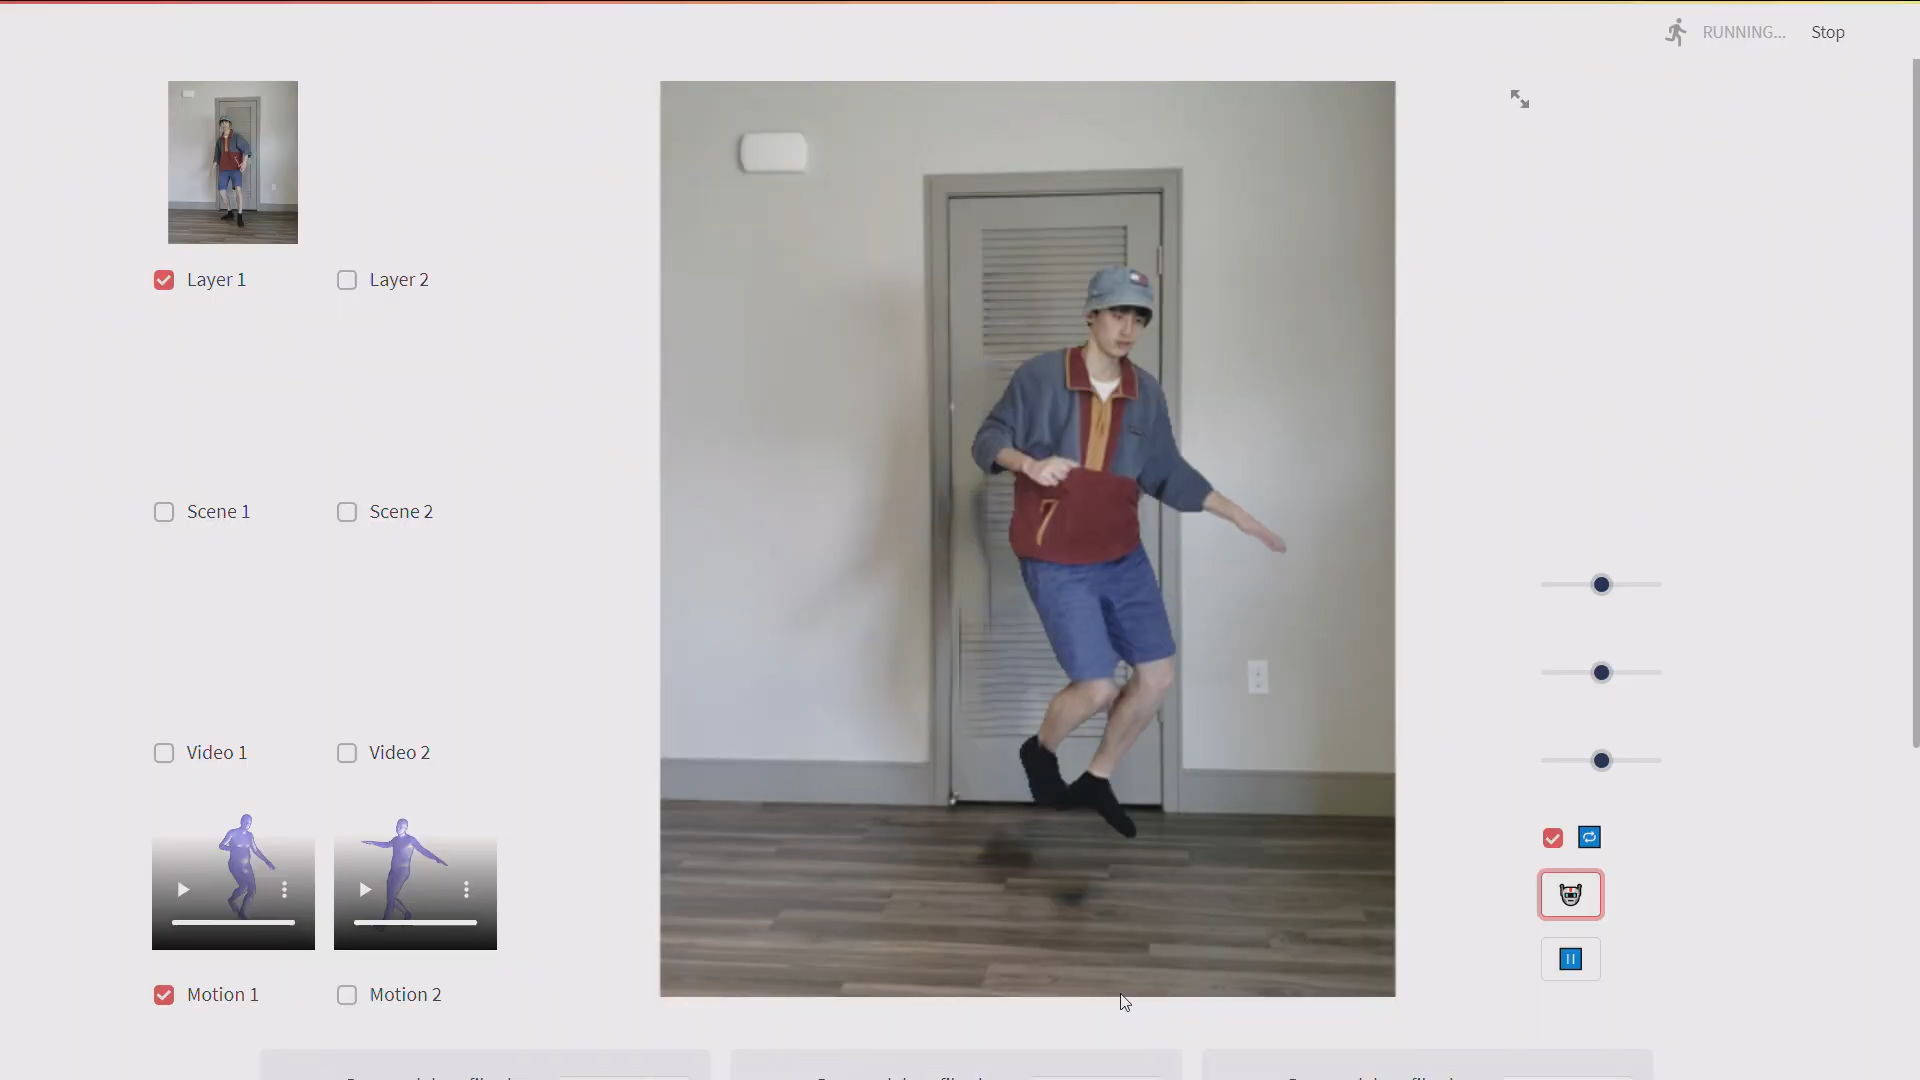 RUNNING...
Stop
Layer 1
Layer 2
Scene 1
Scene 2
Video 1
Video 2
Motion 1
Motion 2